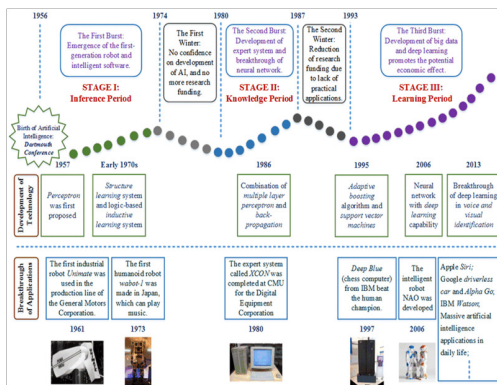 1956
1974
1980
1987
1993
The First Burst:
Emergence of the first-
generation robot and
intelligent software.
The First
Winter:
No confidence
on development
of AI, and no
more research
funding.
The Second Burst:
Development of
expert system and
breakthrough of
neural network.
The Second
Winter:
Reduction of
research funding
due to lack of
practical
applications.
The Third Burst:
Development of big data
and deep learning
promotes the potential
economic effect.
STAGE I:
Inference Period
STAGE II:
Knowledge Period
STAGE III:
Learning Period
Birth of Artificial
Intelligence:
Dartmouth
Conference
1957
Early 1970s
1986
1995
2006
2013
Development of
Technology
Perceptron
was first
proposed
Structure
learning system
and logic-based
inductive learning
system
Combination of
multiple layer
perceptron and
back-
propagation
Adaptive
boosting
algorithm and
support vector
machines
Neural
network
with deep
learning
capability
Breakthrough
of deep learning
in voice and
visual
identification
Breakthrough
of Applications
The first industrial
robot Unimate was
used in the
production line of
the General Motors
Corporation.
The first
humanoid robot
wabot-1 was
made in Japan,
which can play
music.
The expert system
called XCON was
completed at CMU
for the Digital
Equipment
Corporation
Deep Blue
(chess computer)
from IBM beat the
human
champion.
The
intelligent
robot
NAO was
developed
Apple Siri;
Google driverless
car and Alpha Go;
IBM Watson;
Massive artificial
intelligence
applications in
daily life;
1961
1973
1980
1997
2006